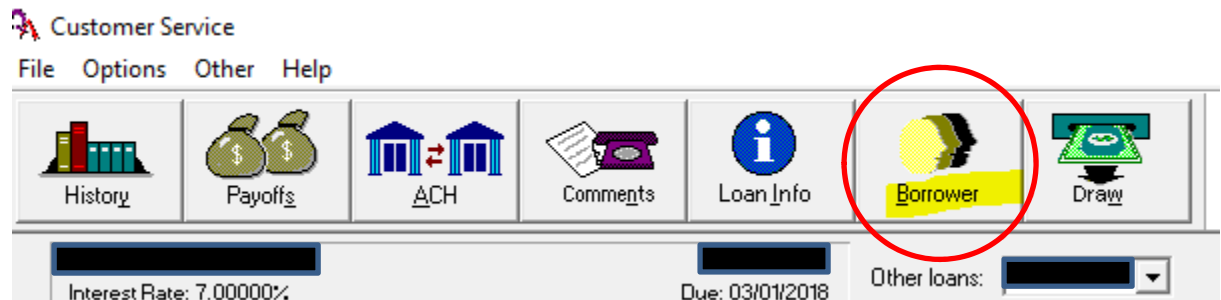 Customer Service
File Options Other Help
History Payoffs ACH Comments Loan Info Borrower Draw
Other loans:
Interest Rate: 7.00000% Due: 03/01/2018